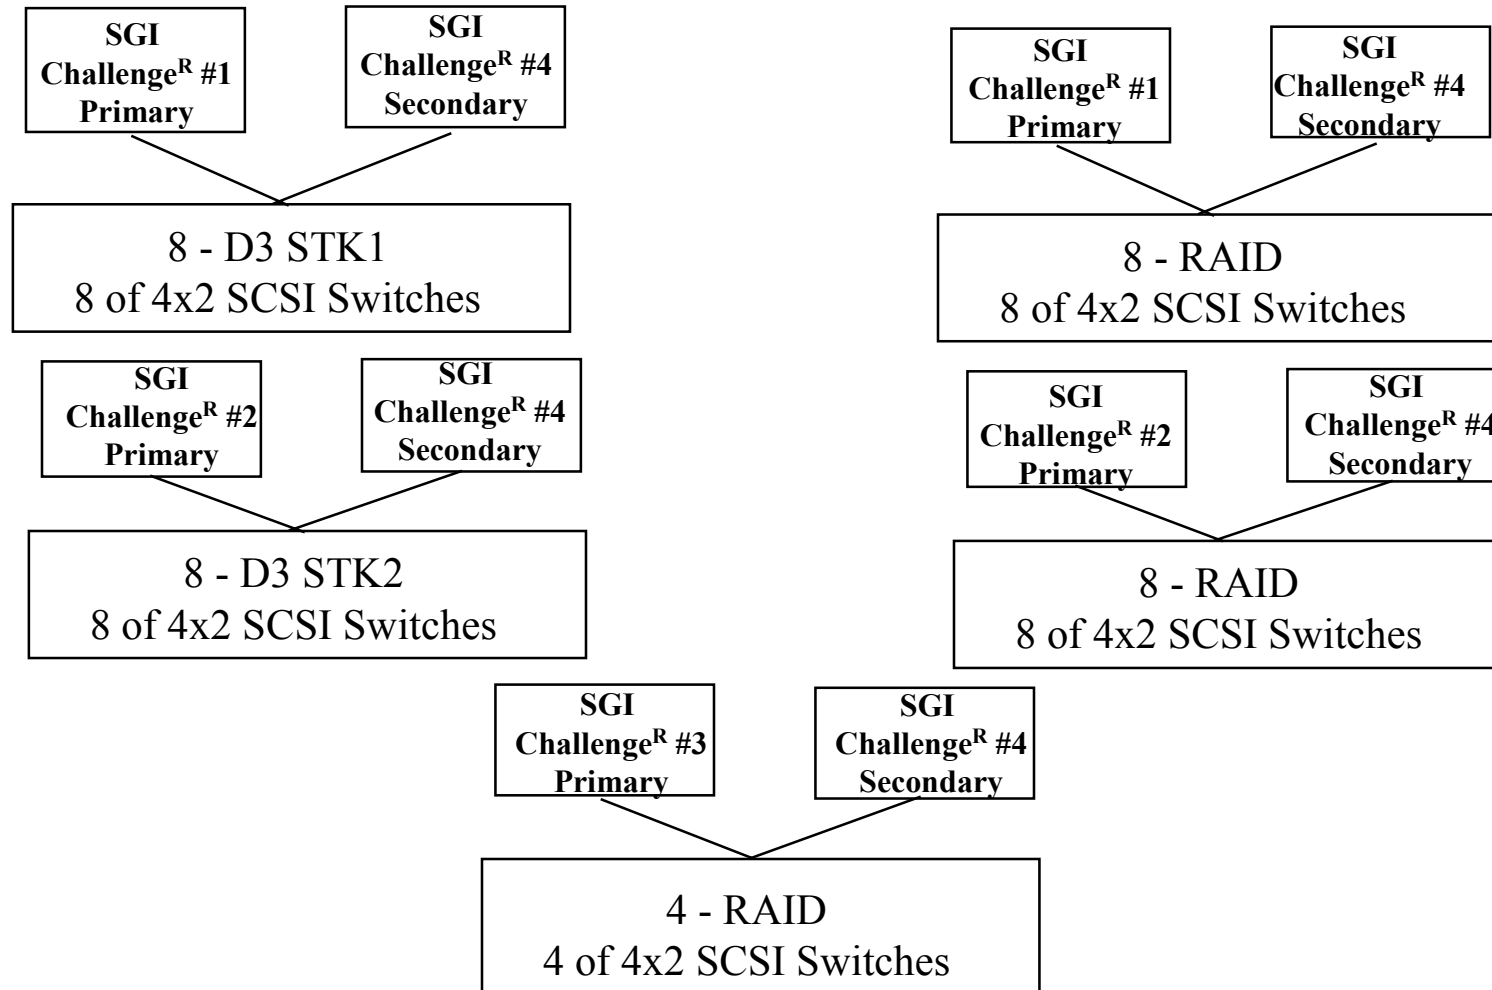 SGI
Challenge^R #1
Primary
SGI
Challenge^R #4
Secondary
8 - D3 STK1
8 of 4x2 SCSI Switches
SGI
Challenge^R #1
Primary
SGI
Challenge^R #4
Secondary
8 - RAID
8 of 4x2 SCSI Switches
SGI
Challenge^R #2
Primary
SGI
Challenge^R #4
Secondary
8 - D3 STK2
8 of 4x2 SCSI Switches
SGI
Challenge^R #2
Primary
SGI
Challenge^R #4
Secondary
8 - RAID
8 of 4x2 SCSI Switches
SGI
Challenge^R #3
Primary
SGI
Challenge^R #4
Secondary
4 - RAID
4 of 4x2 SCSI Switches